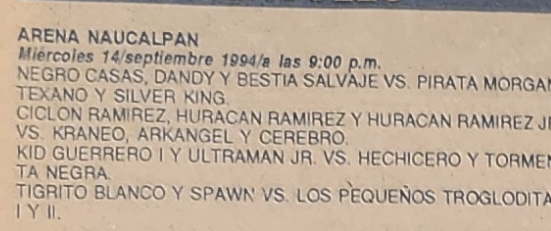 ARENA NAUCALPAN
Miércoles 14/septiembre 1994/a las 9:00 p.m.
NEGRO CASAS, DANDY Y BESTIA SALVAJE VS. PIRATA MORGAN
TEXANO Y SILVER KING.
CICLON RAMIREZ, HURACAN RAMIREZ Y HURACAN RAMIREZ JR
VS. KRANEO, ARKANGEL Y CEREBRO.
KID GUERRERO I Y ULTRAMAN JR. VS. HECHICERO Y TORMEN
TA NEGRA.
TIGRITO BLANCO Y SPAWN VS. LOS PEQUEÑOS TROGLODITA
I Y II.